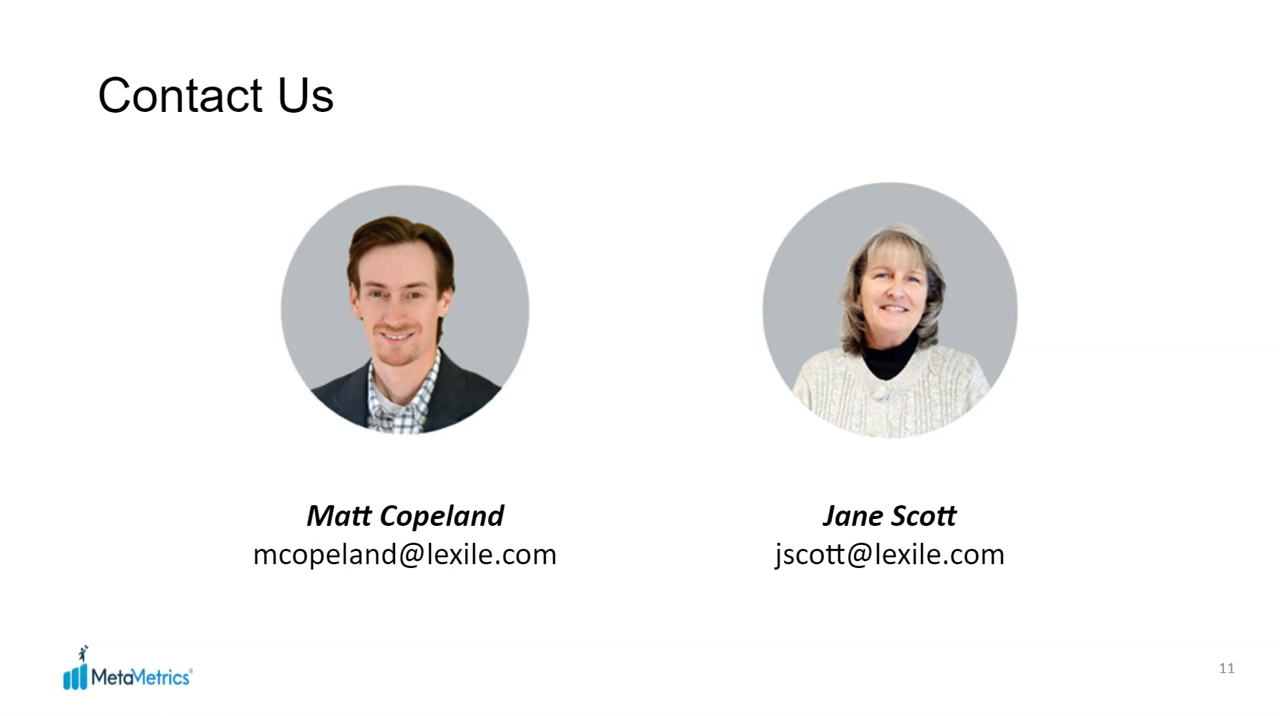 Contact Us
Matt Copeland
mcopeland@lexile.com
Jane Scott
jscott@lexile.com
MetaMetrics®
11